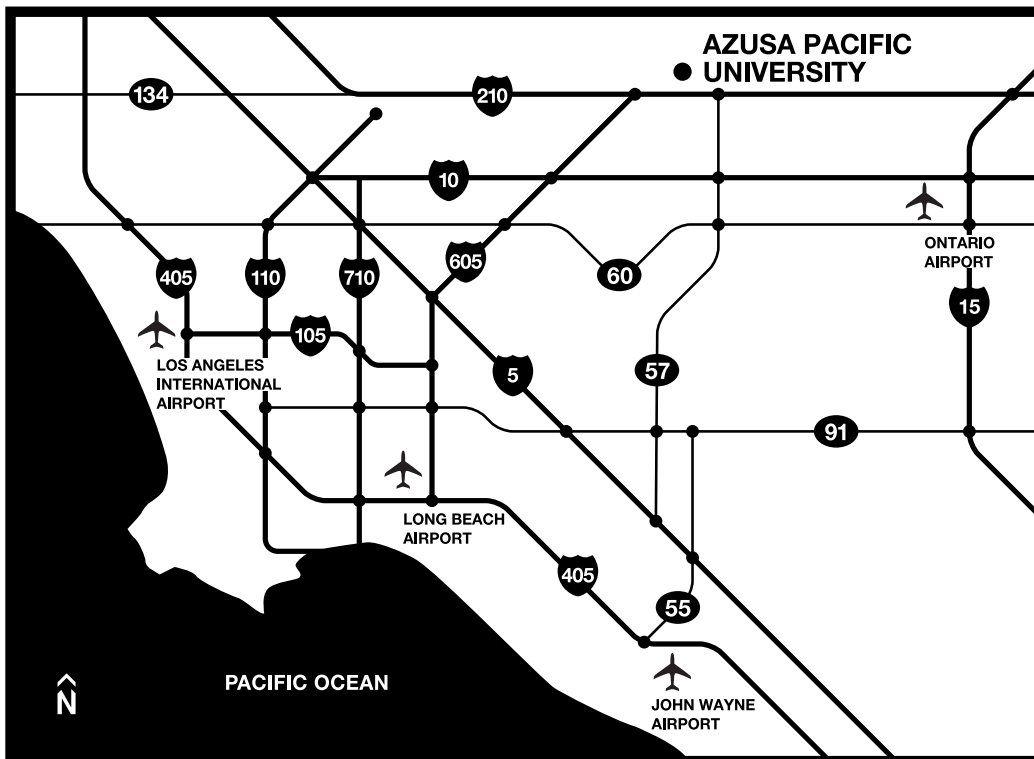 AZUSA PACIFIC
UNIVERSITY
134
210
10
405
110
710
605
60
ONTARIO
AIRPORT
15
105
LOS ANGELES
INTERNATIONAL
AIRPORT
5
57
91
LONG BEACH
AIRPORT
405
55
PACIFIC OCEAN
N
JOHN WAYNE
AIRPORT